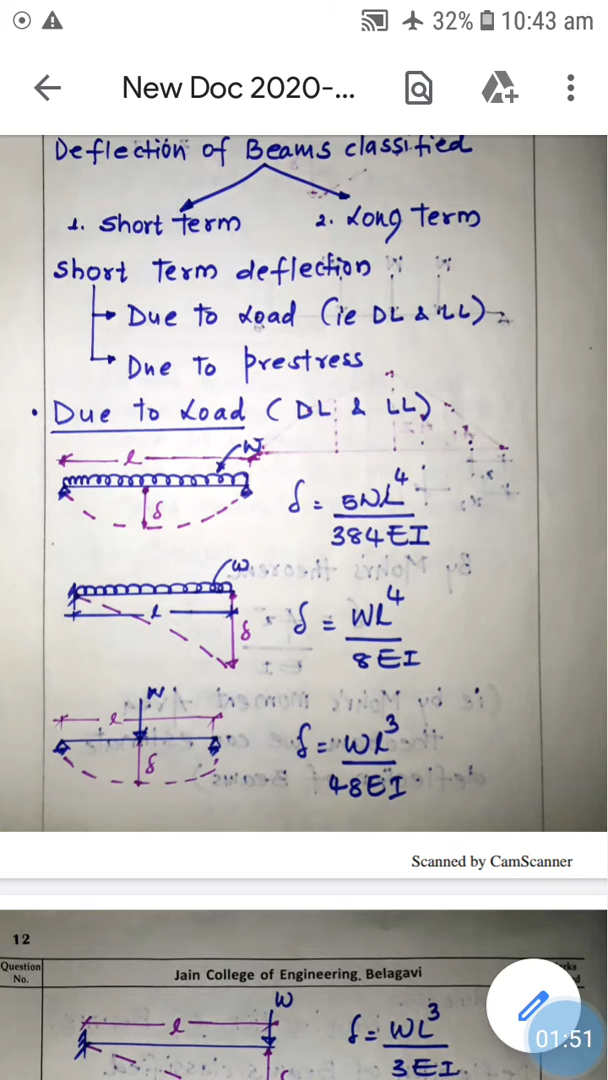 32% 10:43 am
New Doc 2020-...
Deflection of Beams classified
1. Short Term 2. Long Term
Short Term deflection
Due to Load (ie DL & LL)
Due To prestress
• Due to Load (DL & LL)
l W
δ
δ = 5WL⁴
384EI
w
l
δ
δ = WL⁴
8EI
W
l
δ
δ = WL³
48EI
Scanned by CamScanner
12
Question
No.
Jain College of Engineering, Belagavi
W
l
δ = WL³
3EI
01:51